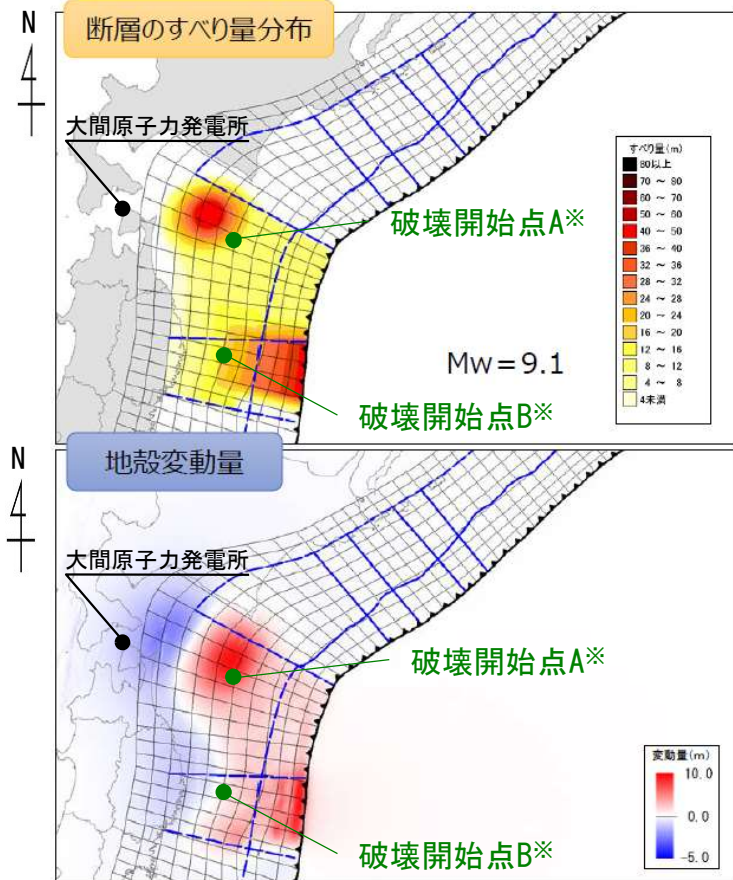 断層のすべり量分布
N
大間原子力発電所
破壊開始点A※
破壊開始点B※
Mw=9.1
すべり量(m)
80以上
70 ～ 80
60 ～ 70
50 ～ 60
40 ～ 50
36 ～ 40
32 ～ 36
28 ～ 32
24 ～ 28
20 ～ 24
16 ～ 20
12 ～ 16
8 ～ 12
4 ～ 8
4未満
地殻変動量
N
大間原子力発電所
破壊開始点A※
破壊開始点B※
変動量(m)
10.0
0.0
-5.0